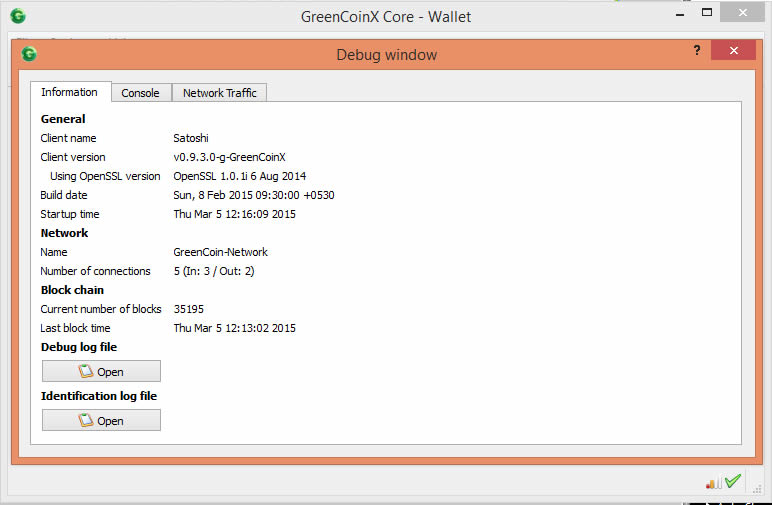 GreenCoinX Core - Wallet
Debug window
?
Information Console Network Traffic
General
Client name Satoshi
Client version v0.9.3.0-g-GreenCoinX
Using OpenSSL version OpenSSL 1.0.1i 6 Aug 2014
Build date Sun, 8 Feb 2015 09:30:00 +0530
Startup time Thu Mar 5 12:16:09 2015
Network
Name GreenCoin-Network
Number of connections 5 (In: 3 / Out: 2)
Block chain
Current number of blocks 35195
Last block time Thu Mar 5 12:13:02 2015
Debug log file
Open
Identification log file
Open